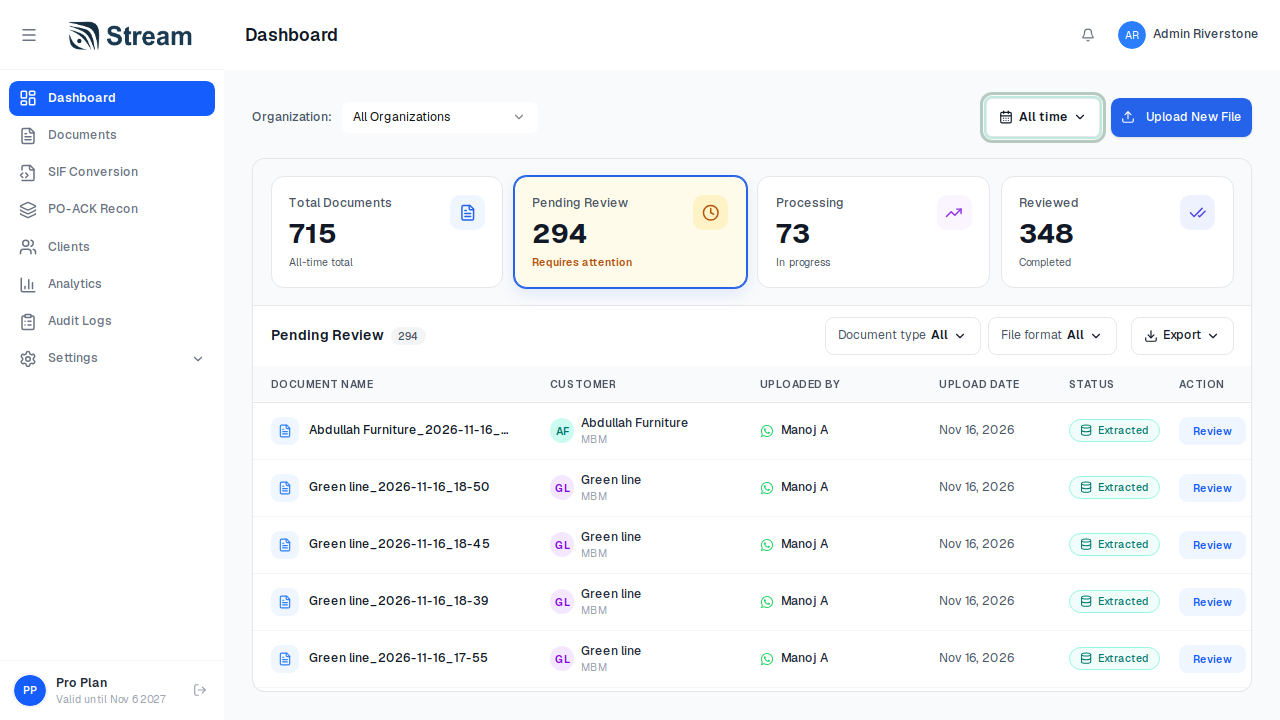 Stream
Dashboard
AR Admin Riverstone
Dashboard
Documents
SIF Conversion
PO-ACK Recon
Clients
Analytics
Audit Logs
Settings
PP Pro Plan
Valid until Nov 6 2027
Organization: All Organizations
All time
Upload New File
Total Documents
715
All-time total
Pending Review
294
Requires attention
Processing
73
In progress
Reviewed
348
Completed
Pending Review 294
Document type All
File format All
Export
DOCUMENT NAME CUSTOMER UPLOADED BY UPLOAD DATE STATUS ACTION
Abdullah Furniture_2026-11-16_… AF Abdullah Furniture MBM Manoj A Nov 16, 2026 Extracted Review
Green line_2026-11-16_18-50 GL Green line MBM Manoj A Nov 16, 2026 Extracted Review
Green line_2026-11-16_18-45 GL Green line MBM Manoj A Nov 16, 2026 Extracted Review
Green line_2026-11-16_18-39 GL Green line MBM Manoj A Nov 16, 2026 Extracted Review
Green line_2026-11-16_17-55 GL Green line MBM Manoj A Nov 16, 2026 Extracted Review